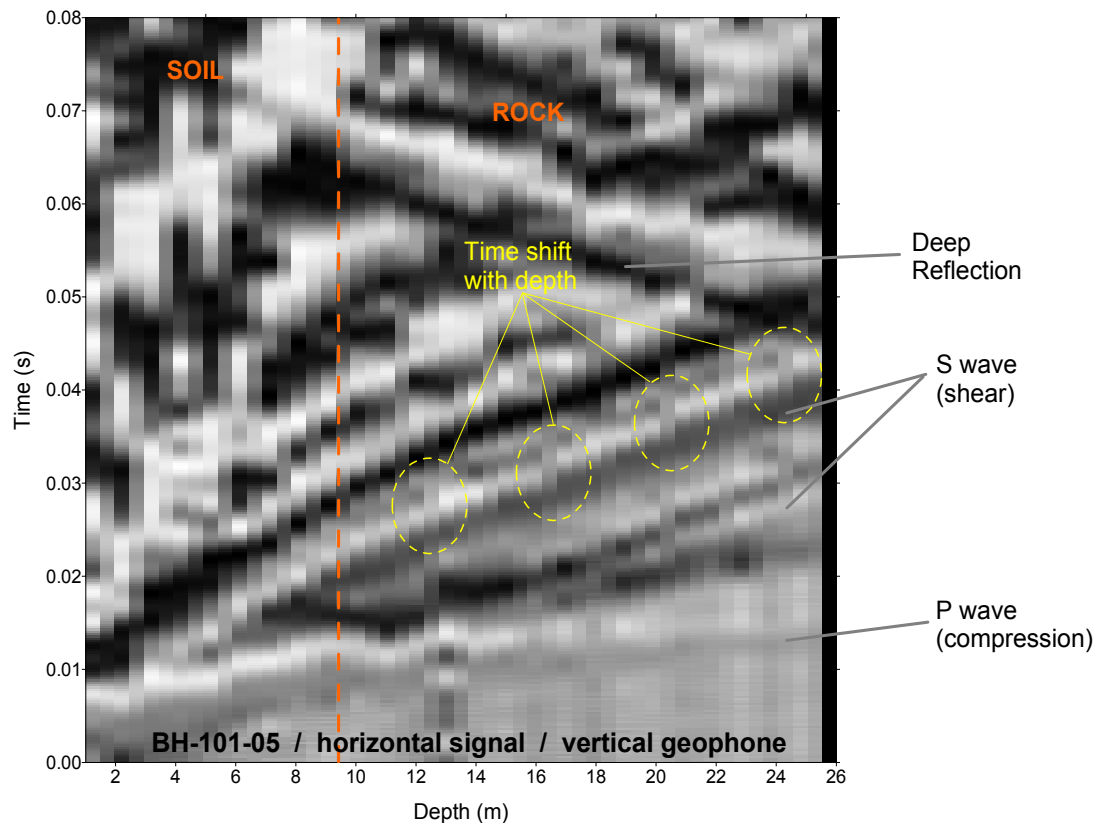 0.08
0.07
0.06
0.05
0.04
0.03
0.02
0.01
0.00
Time (s)
SOIL
ROCK
Time shift
with depth
Deep
Reflection
S wave
(shear)
P wave
(compression)
BH-101-05 / horizontal signal / vertical geophone
2 4 6 8 10 12 14 16 18 20 22 24 26
Depth (m)